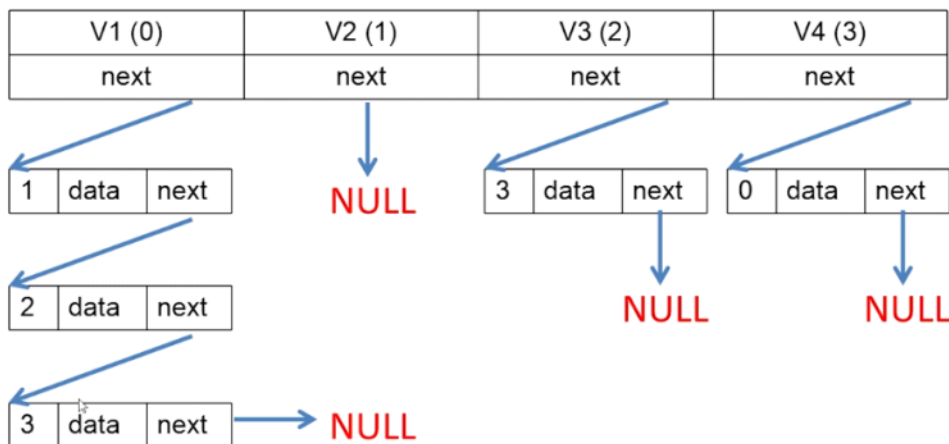 V1 (0) V2 (1) V3 (2) V4 (3)
next next next next
1 data next NULL 3 data next 0 data next
2 data next NULL NULL
3 data next NULL